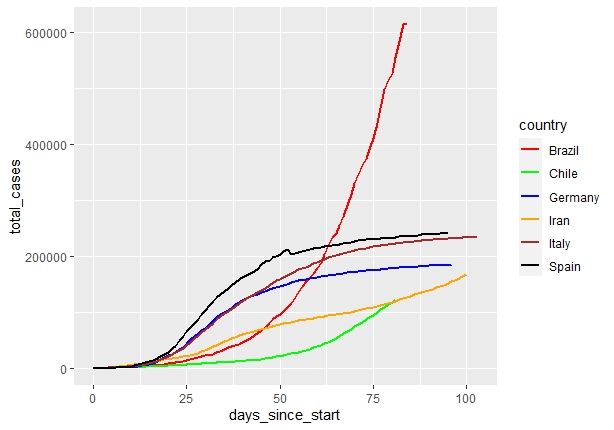 600000
400000
200000
0
total_cases
0 25 50 75 100
days_since_start
country
Brazil
Chile
Germany
Iran
Italy
Spain